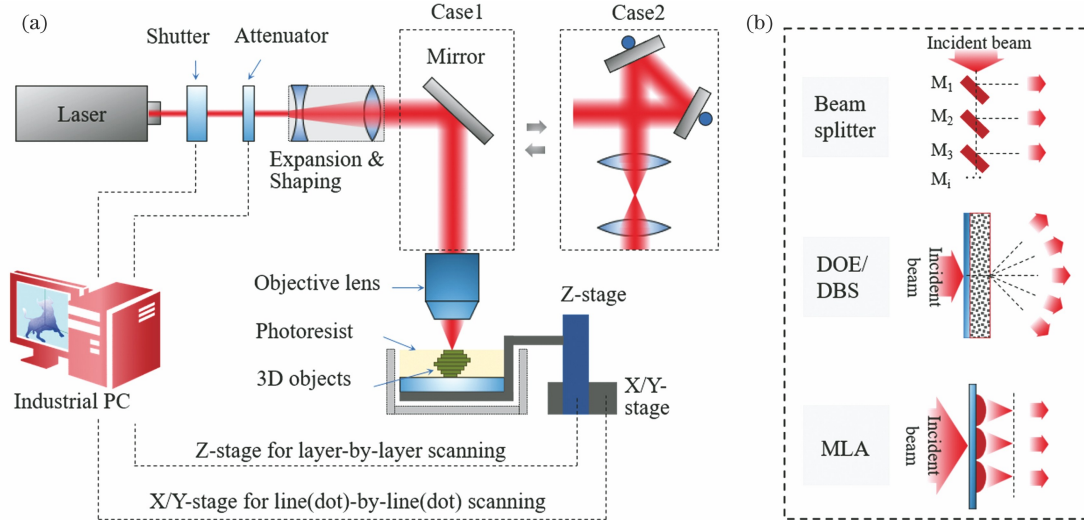 (a)
Case1
Case2
Shutter
Attenuator
Mirror
Laser
Expansion &
Shaping
Objective lens
Z-stage
Photoresist
3D objects
X/Y-
stage
Industrial PC
Z-stage for layer-by-layer scanning
X/Y-stage for line(dot)-by-line(dot) scanning
(b)
Incident beam
Beam
splitter
M1
M2
M3
Mi
...
DOE/
DBS
Incident
beam
MLA
Incident
beam